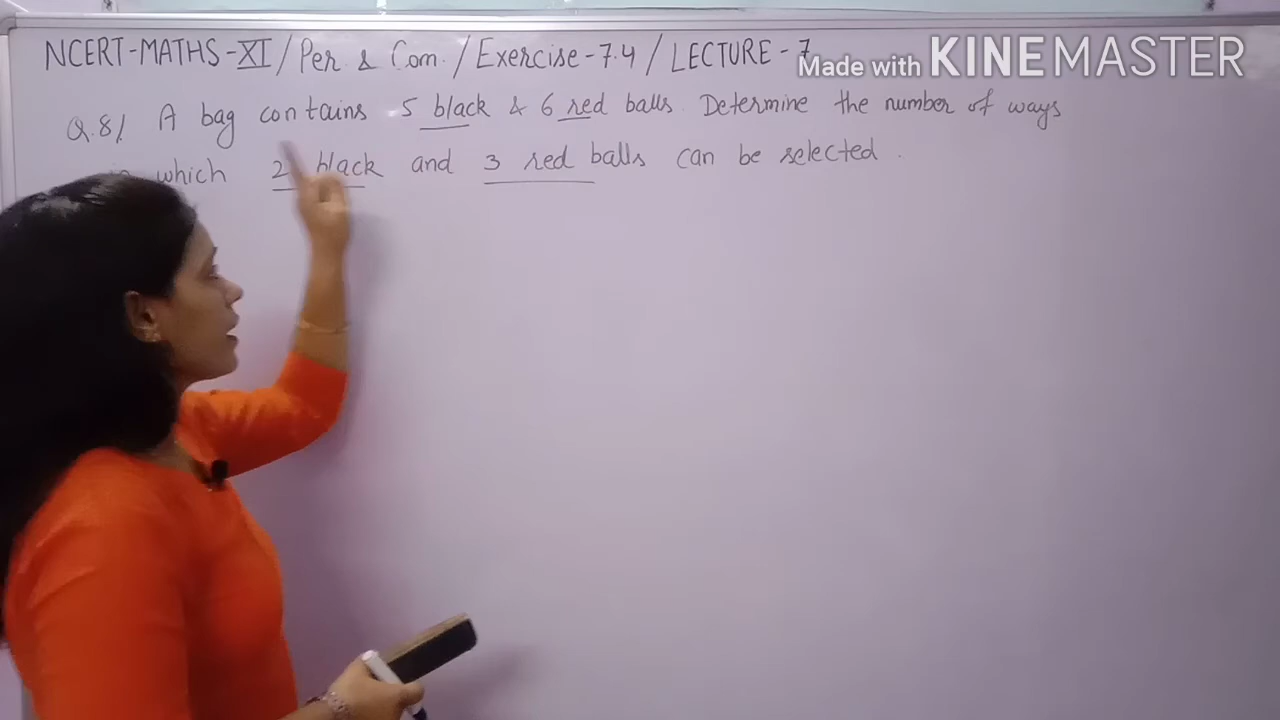 NCERT-MATHS-XI / Per & Com. / Exercise-7.4 / LECTURE-7
Made with KINEMASTER
Q.8/. A bag contains 5 black & 6 red balls. Determine the number of ways
which 2 black and 3 red balls can be selected.